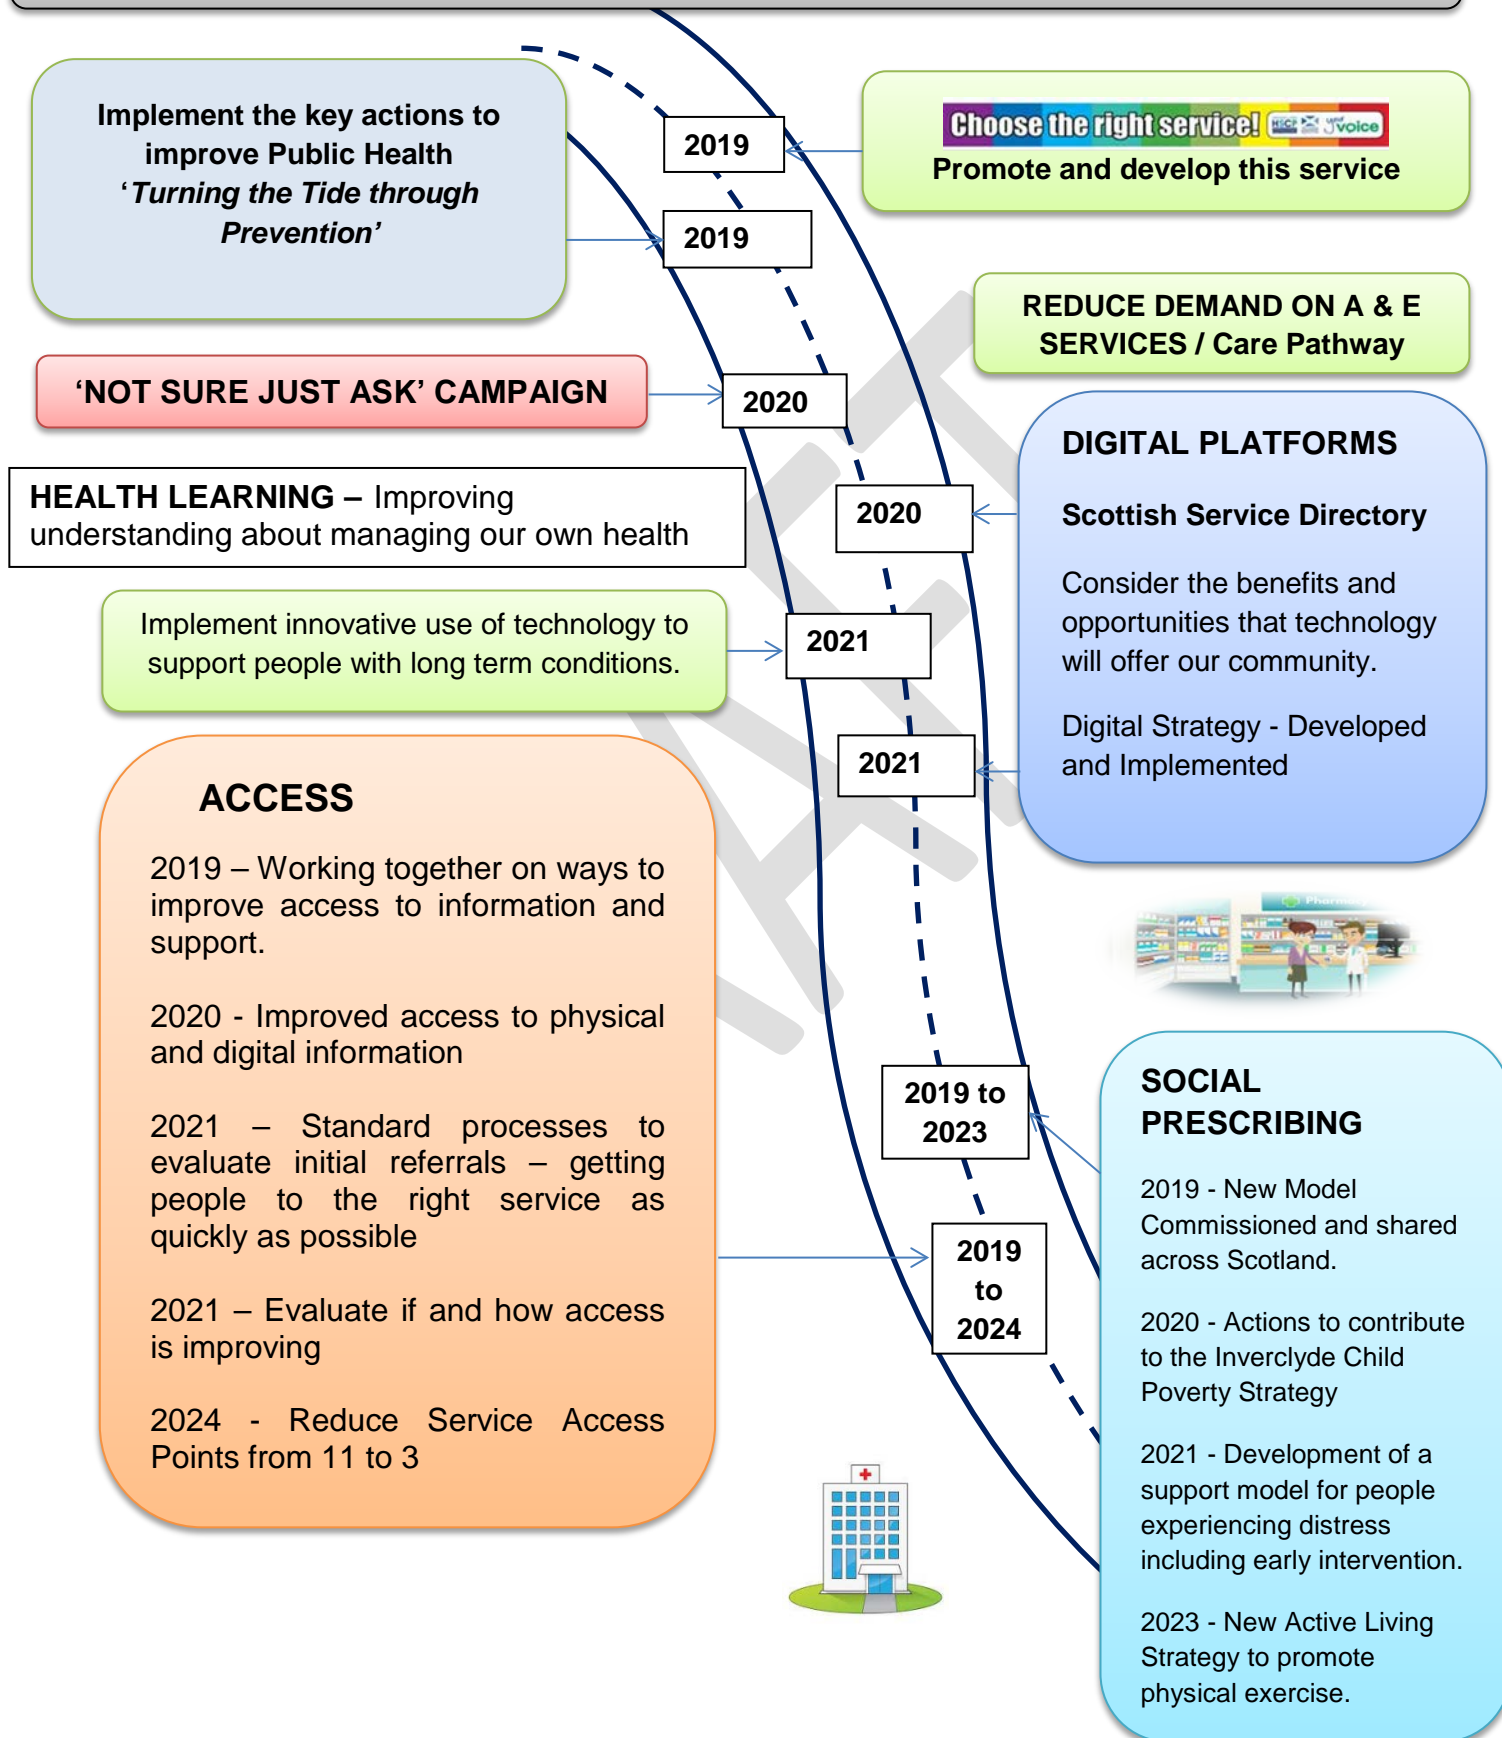 Implement the key actions to
improve Public Health
‘Turning the Tide through
Prevention’
2019
Choose the right service! HSCP your voice
Promote and develop this service
2019
REDUCE DEMAND ON A & E
SERVICES / Care Pathway
‘NOT SURE JUST ASK’ CAMPAIGN
2020
HEALTH LEARNING – Improving
understanding about managing our own health
2020
DIGITAL PLATFORMS
Scottish Service Directory
Consider the benefits and
opportunities that technology
will offer our community.
Digital Strategy - Developed
and Implemented
Implement innovative use of technology to
support people with long term conditions.
2021
2021
ACCESS
2019 – Working together on ways to
improve access to information and
support.
2020 - Improved access to physical
and digital information
2021 – Standard processes to
evaluate initial referrals – getting
people to the right service as
quickly as possible
2021 – Evaluate if and how access
is improving
2024 - Reduce Service Access
Points from 11 to 3
Pharmacy
2019 to
2023
2019
to
2024
SOCIAL
PRESCRIBING
2019 - New Model
Commissioned and shared
across Scotland.
2020 - Actions to contribute
to the Inverclyde Child
Poverty Strategy
2021 - Development of a
support model for people
experiencing distress
including early intervention.
2023 - New Active Living
Strategy to promote
physical exercise.